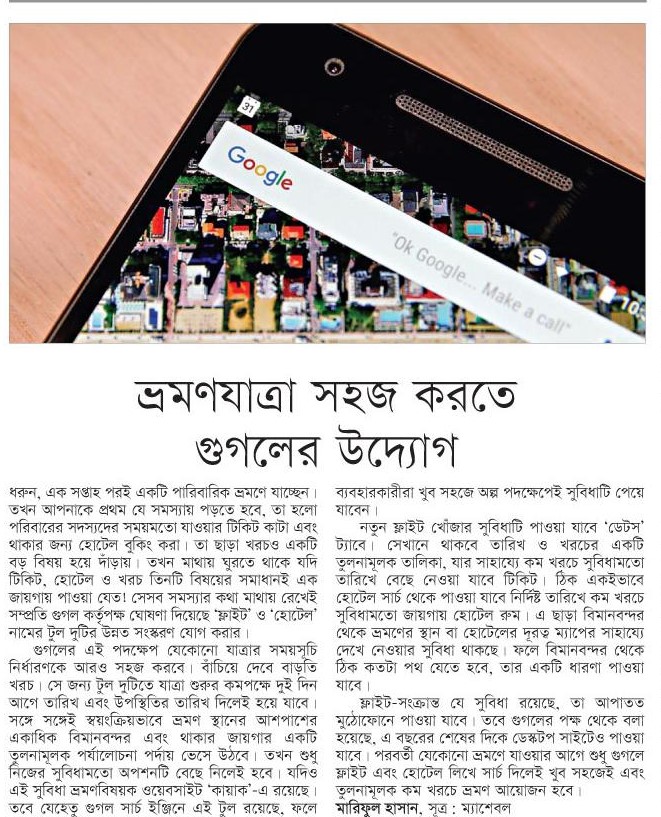 31
Google
"Ok Google... Make a call"
10:
ভ্রমণযাত্রা সহজ করতে
গুগলের উদ্যোগ
ধরুন, এক সপ্তাহ পরই একটি পারিবারিক ভ্রমণে যাচ্ছেন।
তখন আপনাকে প্রথম যে সমস্যায় পড়তে হবে, তা হলো
পরিবারের সদস্যদের সময়মতো যাওয়ার টিকিট কাটা এবং
থাকার জন্য হোটেল বুকিং করা। তা ছাড়া খরচও একটি
বড় বিষয় হয়ে দাঁড়ায়। তখন মাথায় ঘুরতে থাকে যদি
টিকিট, হোটেল ও খরচ তিনটি বিষয়ের সমাধানই এক
জায়গায় পাওয়া যেত! সেসব সমস্যার কথা মাথায় রেখেই
সম্প্রতি গুগল কর্তৃপক্ষ ঘোষণা দিয়েছে ‘ফ্লাইট’ ও ‘হোটেল’
নামের টুল দুটির উন্নত সংস্করণ যোগ করার।
গুগলের এই পদক্ষেপ যেকোনো যাত্রার সময়সূচি
নির্ধারণকে আরও সহজ করবে। বাঁচিয়ে দেবে বাড়তি
খরচ। সে জন্য টুল দুটিতে যাত্রা শুরুর কমপক্ষে দুই দিন
আগে তারিখ এবং উপস্থিতির তারিখ দিলেই হয়ে যাবে।
সঙ্গে সঙ্গেই স্বয়ংক্রিয়ভাবে ভ্রমণ স্থানের আশপাশের
একাধিক বিমানবন্দর এবং থাকার জায়গার একটি
তুলনামূলক পর্যালোচনা পর্দায় ভেসে উঠবে। তখন শুধু
নিজের সুবিধামতো অপশনটি বেছে নিলেই হবে। যদিও
এই সুবিধা ভ্রমণবিষয়ক ওয়েবসাইট ‘কায়াক’-এ রয়েছে।
তবে যেহেতু গুগল সার্চ ইঞ্জিনে এই টুল রয়েছে, ফলে
ব্যবহারকারীরা খুব সহজে অল্প পদক্ষেপেই সুবিধাটি পেয়ে
যাবেন।
নতুন ফ্লাইট খোঁজার সুবিধাটি পাওয়া যাবে ‘ডেটস’
ট্যাবে। সেখানে থাকবে তারিখ ও খরচের একটি
তুলনামূলক তালিকা, যার সাহায্যে কম খরচে সুবিধামতো
তারিখে বেছে নেওয়া যাবে টিকিট। ঠিক একইভাবে
হোটেল সার্চ থেকে পাওয়া যাবে নির্দিষ্ট তারিখে কম খরচে
সুবিধামতো জায়গায় হোটেল রুম। এ ছাড়া বিমানবন্দর
থেকে ভ্রমণের স্থান বা হোটেলের দূরত্ব ম্যাপের সাহায্যে
দেখে নেওয়ার সুবিধা থাকছে। ফলে বিমানবন্দর থেকে
ঠিক কতটা পথ যেতে হবে, তার একটি ধারণা পাওয়া
যাবে।
ফ্লাইট-সংক্রান্ত যে সুবিধা রয়েছে, তা আপাতত
মুঠোফোনে পাওয়া যাবে। তবে গুগলের পক্ষ থেকে বলা
হয়েছে, এ বছরের শেষের দিকে ডেস্কটপ সাইটেও পাওয়া
যাবে। পরবর্তী যেকোনো ভ্রমণে যাওয়ার আগে শুধু গুগলে
ফ্লাইট এবং হোটেল লিখে সার্চ দিলেই খুব সহজেই এবং
তুলনামূলক কম খরচে ভ্রমণ আয়োজন হবে।
মারিফুল হাসান, সূত্র : ম্যাশেবল